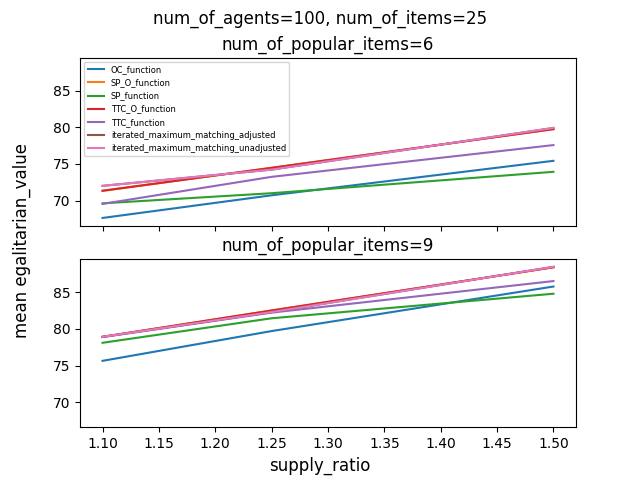 num_of_agents=100, num_of_items=25
num_of_popular_items=6
OC_function
SP_O_function
SP_function
TTC_O_function
TTC_function
iterated_maximum_matching_adjusted
iterated_maximum_matching_unadjusted
85
80
75
70
mean egalitarian_value
num_of_popular_items=9
85
80
75
70
1.10 1.15 1.20 1.25 1.30 1.35 1.40 1.45 1.50
supply_ratio